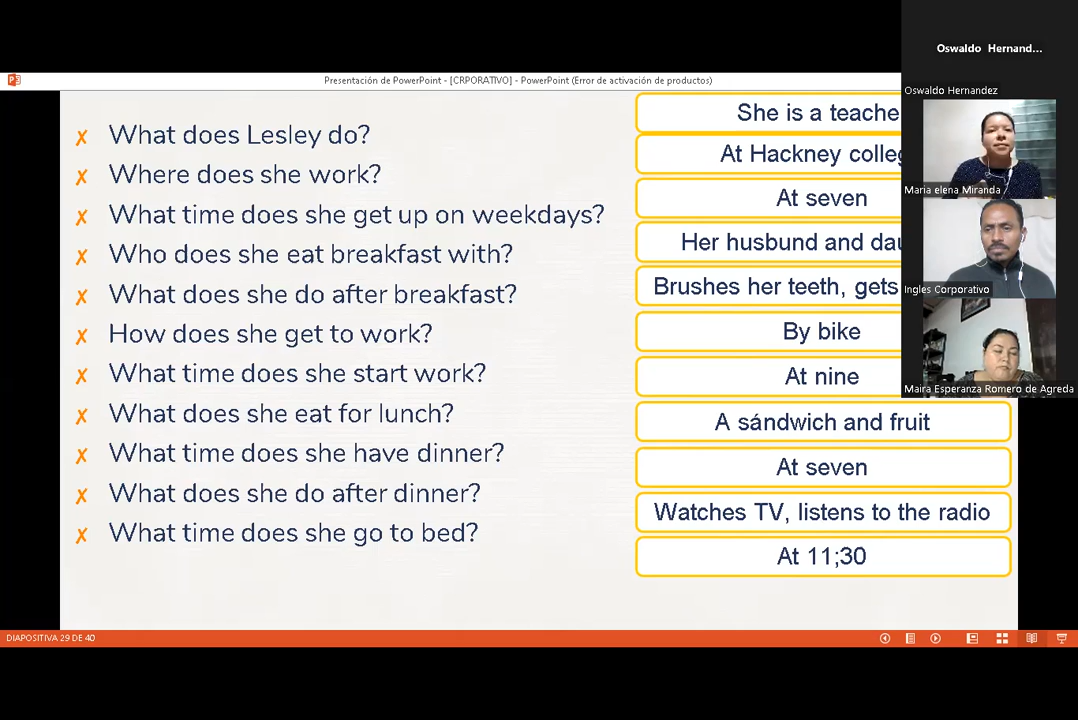 Oswaldo Hernand...
Presentación de PowerPoint - [CRPORATIVO] - PowerPoint (Error de activación de productos)
Oswaldo Hernandez
What does Lesley do?
She is a teache
Where does she work?
At Hackney colleg
Maria elena Miranda
What time does she get up on weekdays?
At seven
Who does she eat breakfast with?
Her husbund and dau
What does she do after breakfast?
Brushes her teeth, gets
Ingles Corporativo
How does she get to work?
By bike
What time does she start work?
At nine
Maira Esperanza Romero de Agreda
What does she eat for lunch?
A sándwich and fruit
What time does she have dinner?
At seven
What does she do after dinner?
Watches TV, listens to the radio
What time does she go to bed?
At 11;30
DIAPOSITIVA 29 DE 40